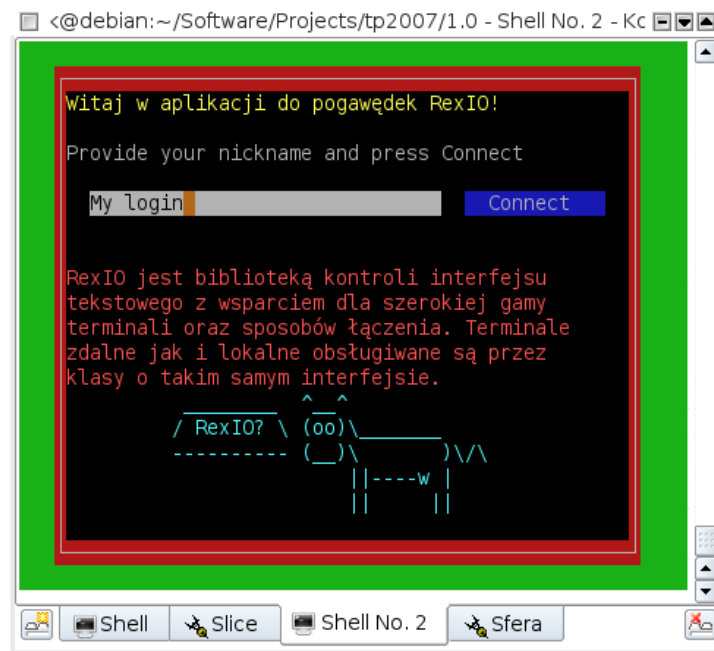 <@debian:~/Software/Projects/tp2007/1.0 - Shell No. 2 - Kc
Witaj w aplikacji do pogawędek RexIO!
Provide your nickname and press Connect
My login Connect
RexIO jest biblioteką kontroli interfejsu
tekstowego z wsparciem dla szerokiej gamy
terminali oraz sposobów łączenia. Terminale
zdalne jak i lokalne obsługiwane są przez
klasy o takim samym interfejsie.
          __________  ^__^
         / RexIO? \ (oo)\_______
         ---------- (__)\       )\/\
                        ||----w |
                        ||     ||
Shell Slice Shell No. 2 Sfera